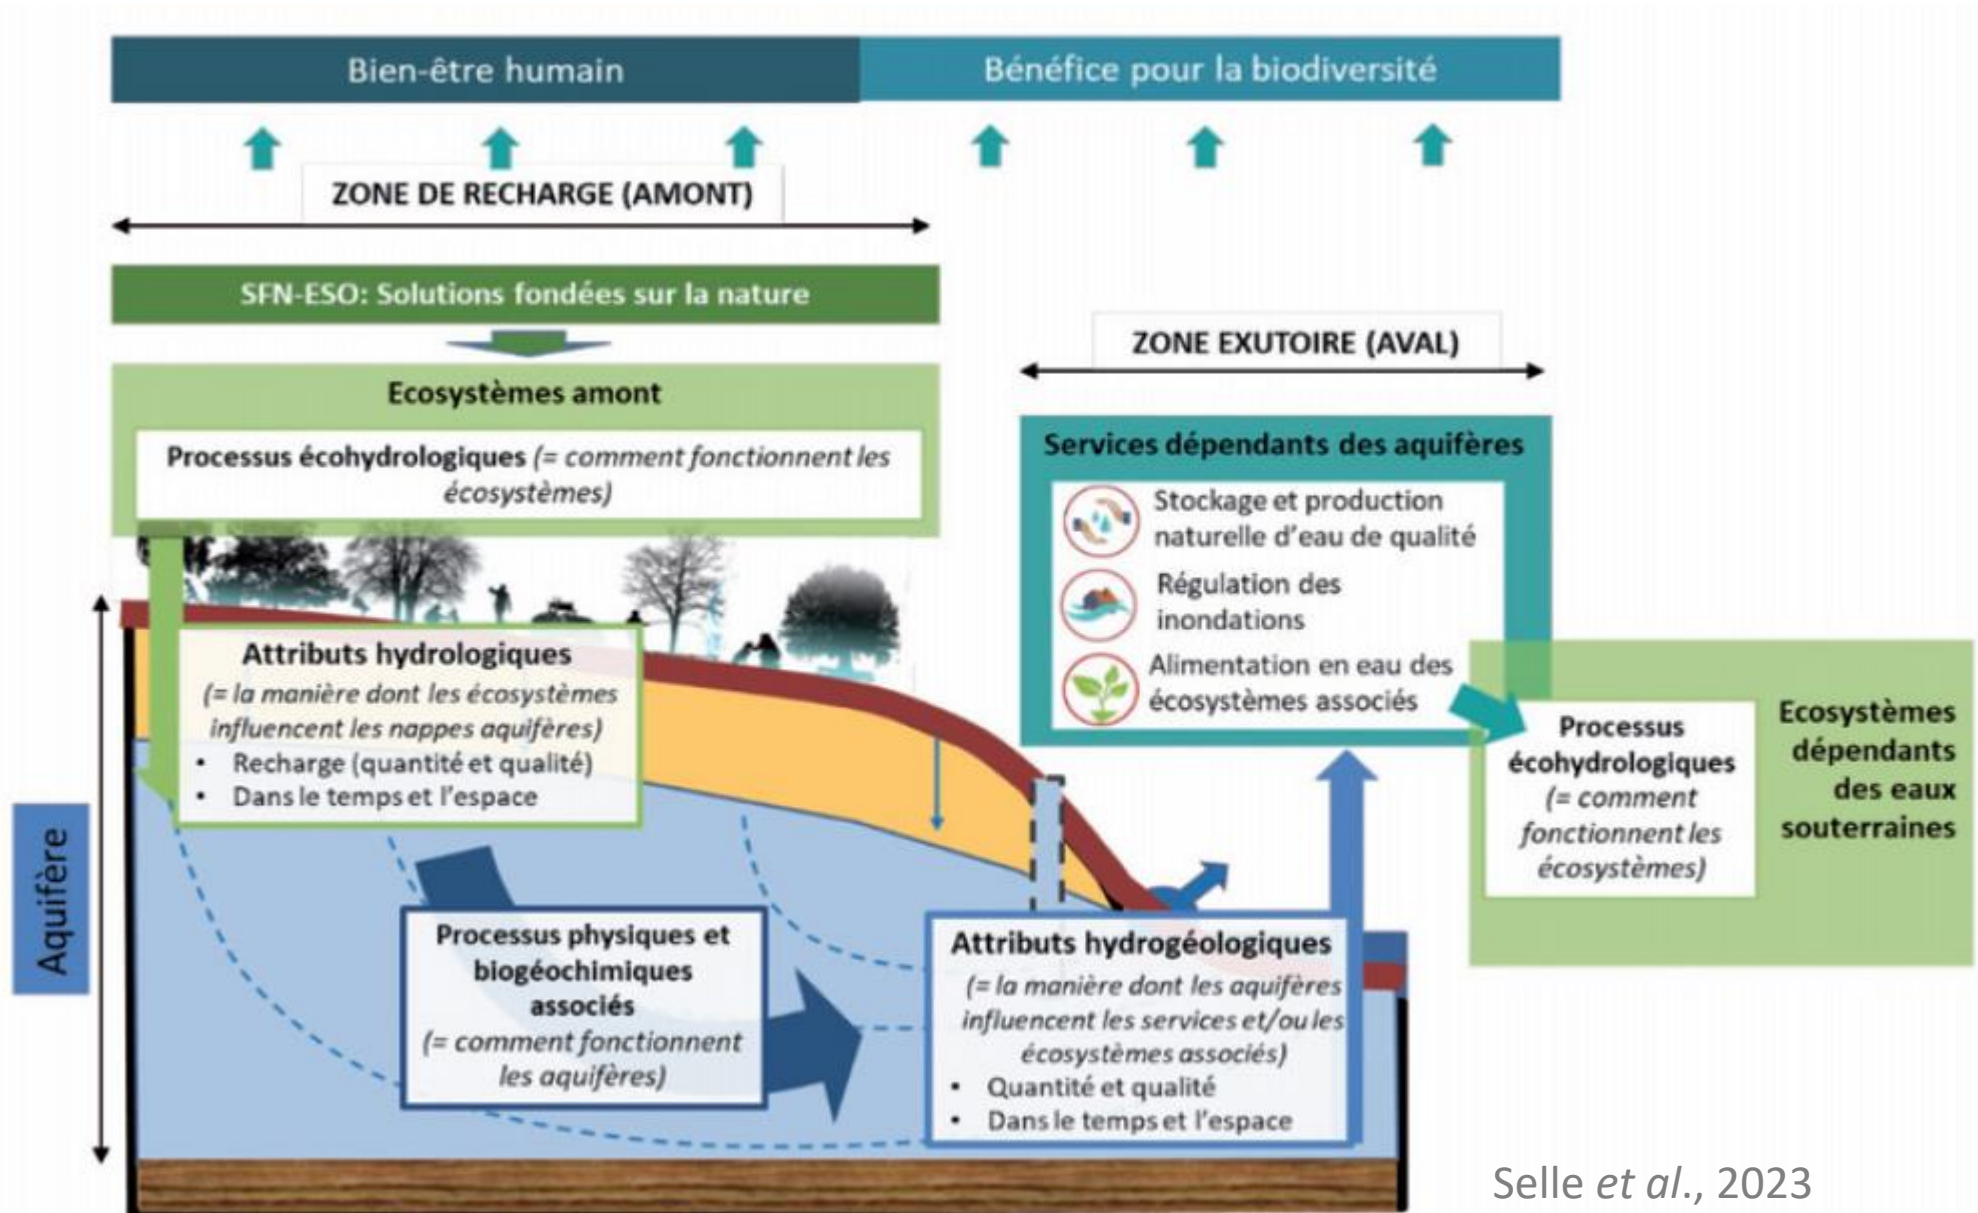 Bien-être humain
Bénéfice pour la biodiversité
ZONE DE RECHARGE (AMONT)
SFN-ESO: Solutions fondées sur la nature
Ecosystèmes amont
Processus écohydrologiques (= comment fonctionnent les
écosystèmes)
Attributs hydrologiques
(= la manière dont les écosystèmes
influencent les nappes aquifères)
• Recharge (quantité et qualité)
• Dans le temps et l'espace
Aquifère
Processus physiques et
biogéochimiques
associés
(= comment fonctionnent
les aquifères)
Attributs hydrogéologiques
(= la manière dont les aquifères
influencent les services et/ou les
écosystèmes associés)
• Quantité et qualité
• Dans le temps et l'espace
ZONE EXUTOIRE (AVAL)
Services dépendants des aquifères
Stockage et production
naturelle d'eau de qualité
Régulation des
inondations
Alimentation en eau des
écosystèmes associés
Processus
écohydrologiques
(= comment
fonctionnent les
écosystèmes)
Ecosystèmes
dépendants
des eaux
souterraines
Selle et al., 2023